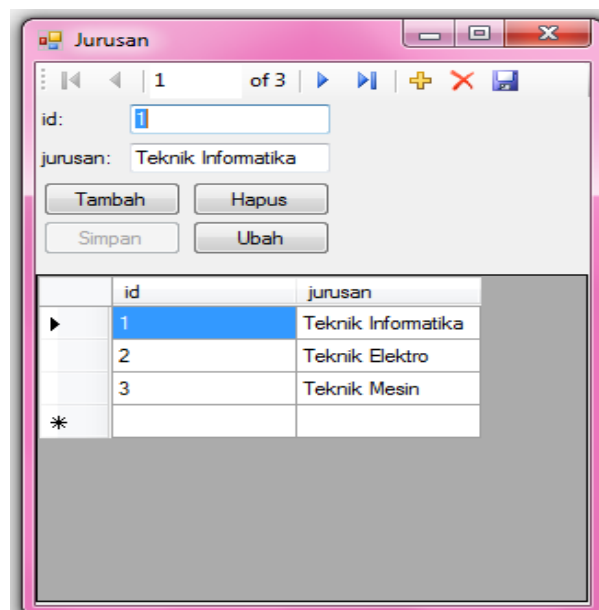 Jurusan
1 of 3
id: 1
jurusan: Teknik Informatika
Tambah Hapus
Simpan Ubah
id jurusan
1 Teknik Informatika
2 Teknik Elektro
3 Teknik Mesin